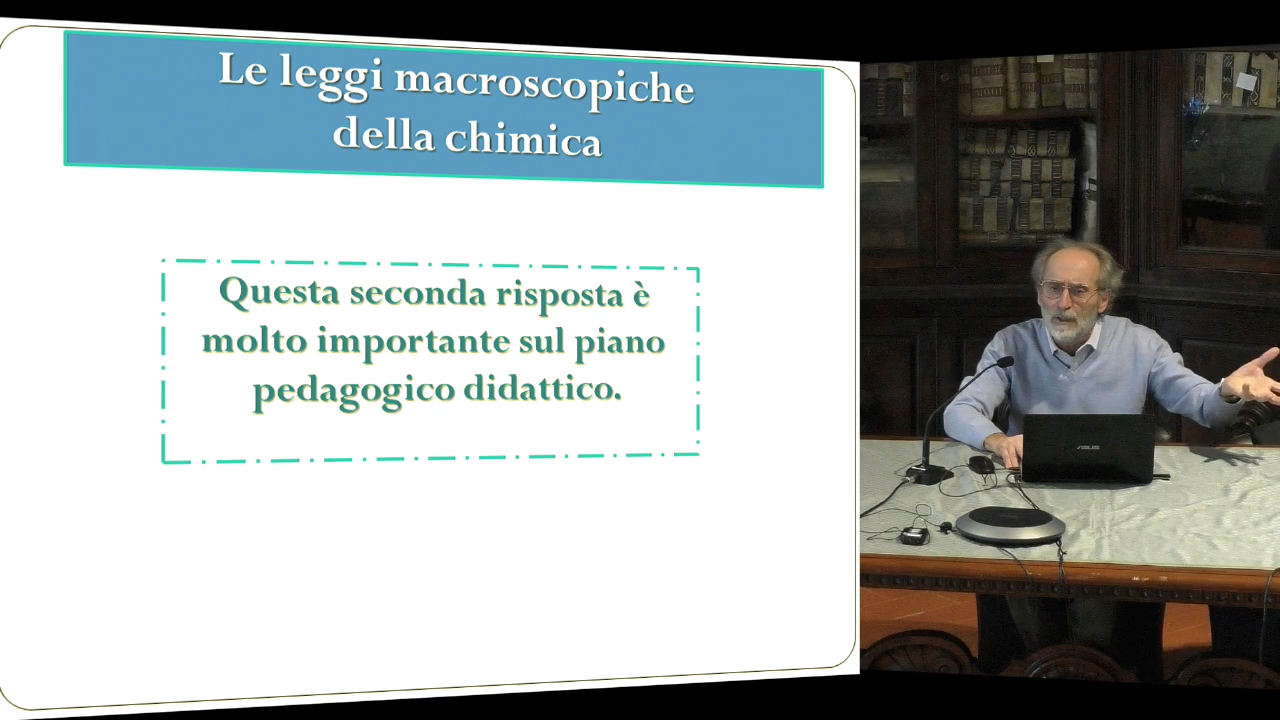 Le leggi macroscopiche
della chimica
Questa seconda risposta è
molto importante sul piano
pedagogico didattico.
ASUS